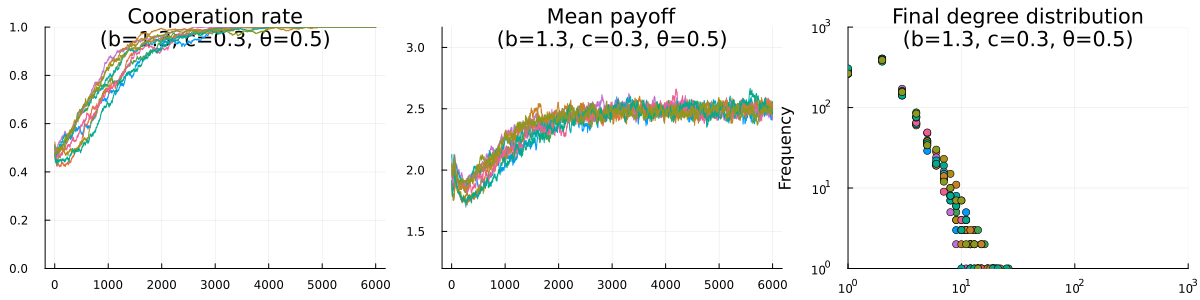 Cooperation rate
(b=1.3, c=0.3, θ=0.5)
1.0
0.8
0.6
0.4
0.2
0.0
0 1000 2000 3000 4000 5000 6000
Mean payoff
(b=1.3, c=0.3, θ=0.5)
3.0
2.5
2.0
1.5
0 1000 2000 3000 4000 5000 6000
Final degree distribution
(b=1.3, c=0.3, θ=0.5)
Frequency
10³
10²
10¹
10⁰
10⁰ 10¹ 10² 10³